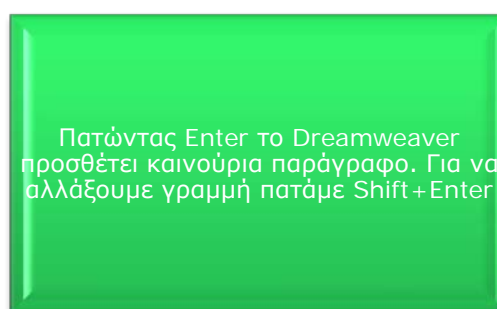 Πατώντας Enter το Dreamweaver
προσθέτει καινούρια παράγραφο. Για να
αλλάξουμε γραμμή πατάμε Shift+Enter